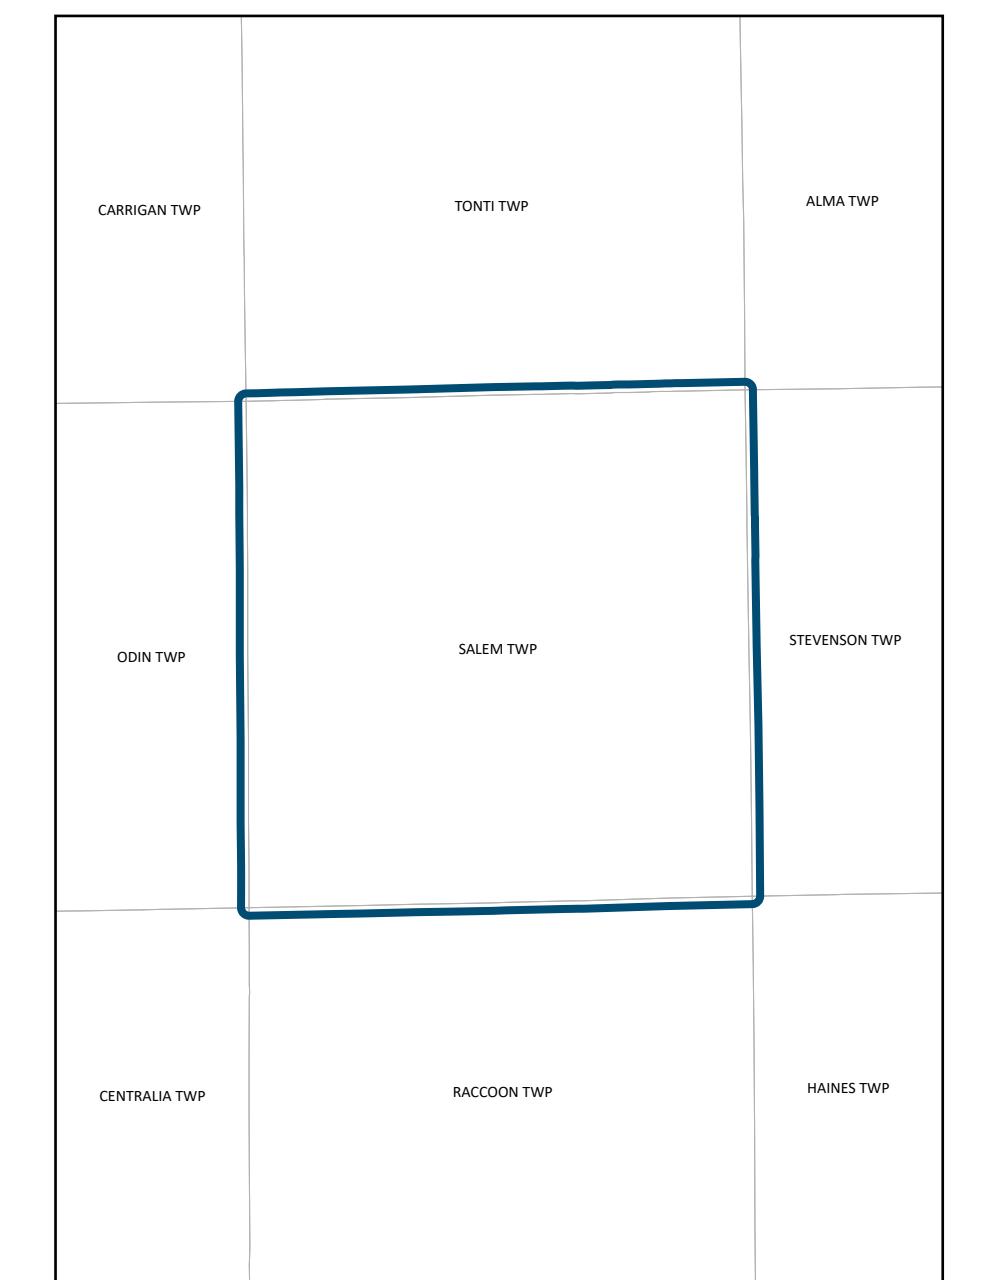 CARRIGAN TWP
TONTI TWP
ALMA TWP
ODIN TWP
SALEM TWP
STEVENSON TWP
CENTRALIA TWP
RACCOON TWP
HAINES TWP